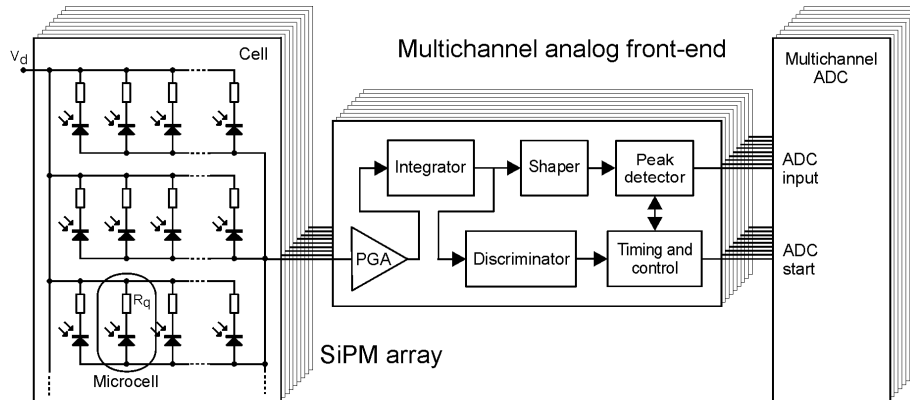 Cell
Vd
Rq
Microcell
SiPM array
Multichannel analog front-end
PGA
Integrator
Shaper
Peak
detector
Discriminator
Timing and
control
Multichannel
ADC
ADC
input
ADC
start